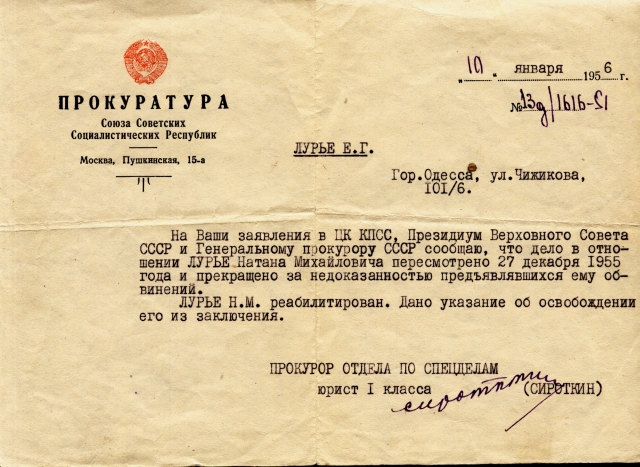 ПРОКУРАТУРА
Союза Советских
Социалистических Республик
Москва, Пушкинская, 15-а
„10" января 1956 г.
№ 13д/1616-51
ЛУРЬЕ Е.Г.
Гор.Одесса, ул.Чижикова,
101/6.
На Ваши заявления в ЦК КПСС, Президиум Верховного Совета
СССР и Генеральному прокурору СССР сообщаю, что дело в отно-
шении ЛУРЬЕ Натана Михайловича пересмотрено 27 декабря 1955
года и прекращено за недоказанностью предъявлявшихся ему об-
винений.
ЛУРЬЕ Н.М. реабилитирован. Дано указание об освобождении
его из заключения.
ПРОКУРОР ОТДЕЛА ПО СПЕЦДЕЛАМ
юрист I класса (СИРОТКИН)
сироткин